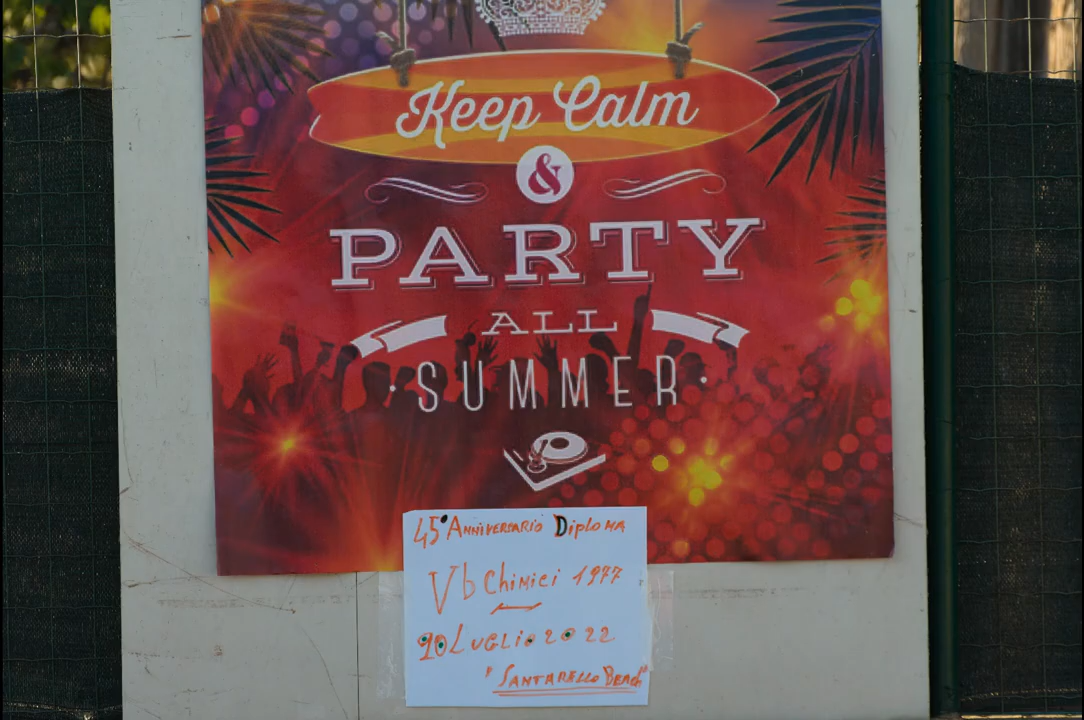 Keep Calm
&
PARTY
ALL
SUMMER
45° ANNIVERSARIO DIPLOMA
Vb CHIMICI 1977
20 LUGLIO 2022
"SANTARELLO BEACH"